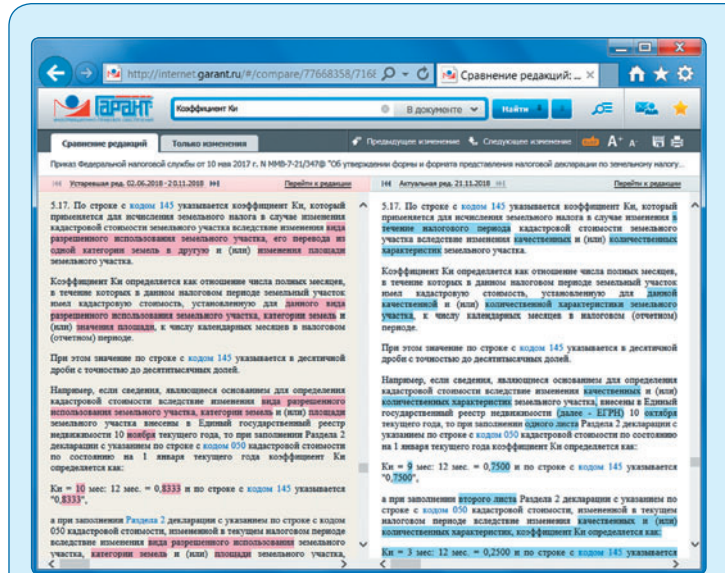 http://internet.garant.ru/#/compare/77668358/716
Сравнение редакций: ...
ГАРАНТ
Коэффициент Ки
В документе
Найти
Сравнение редакций
Только изменения
Предыдущее изменение
Следующее изменение
A+
A-
Приказ Федеральной налоговой службы от 10 мая 2017 г. N ММВ-7-21/347@ "Об утверждении формы и формата представления налоговой декларации по земельному налогу...
Устаревшая ред. 02.06.2018 - 20.11.2018
Перейти к редакции
5.17. По строке с кодом 145 указывается коэффициент Ки, который
применяется для исчисления земельного налога в случае изменения
кадастровой стоимости земельного участка вследствие изменения вида
разрешенного использования земельного участка, его перевода из
одной категории земель в другую и (или) изменения площади
земельного участка.
Коэффициент Ки определяется как отношение числа полных месяцев,
в течение которых в данном налоговом периоде земельный участок
имел кадастровую стоимость, установленную для данного вида
разрешенного использования земельного участка, категории земель и
(или) значения площади, к числу календарных месяцев в налоговом
(отчетном) периоде.
При этом значение по строке с кодом 145 указывается в десятичной
дроби с точностью до десятитысячных долей.
Например, если сведения, являющиеся основанием для определения
кадастровой стоимости вследствие изменения вида разрешенного
использования земельного участка, категории земель и (или) площади
земельного участка внесены в Единый государственный реестр
недвижимости 10 ноября текущего года, то при заполнении Раздела 2
декларации с указанием по строке с кодом 050 кадастровой стоимости
по состоянию на 1 января текущего года коэффициент Ки
определяется как:
Ки = 10 мес: 12 мес. = 0,8333 и по строке с кодом 145 указывается
"0,8333",
а при заполнении Раздела 2 декларации с указанием по строке с кодом
050 кадастровой стоимости, измененной в текущем налоговом периоде
вследствие изменения вида разрешенного использования земельного
участка, категории земель и (или) площади земельного участка,
Актуальная ред. 21.11.2018
Перейти к редакции
5.17. По строке с кодом 145 указывается коэффициент Ки, который
применяется для исчисления земельного налога в случае изменения в
течение налогового периода кадастровой стоимости земельного
участка вследствие изменения качественных и (или) количественных
характеристик земельного участка.
Коэффициент Ки определяется как отношение числа полных месяцев,
в течение которых в данном налоговом периоде земельный участок
имел кадастровую стоимость, установленную для данной
качественной и (или) количественной характеристики земельного
участка, к числу календарных месяцев в налоговом (отчетном)
периоде.
При этом значение по строке с кодом 145 указывается в десятичной
дроби с точностью до десятитысячных долей.
Например, если сведения, являющиеся основанием для определения
кадастровой стоимости вследствие изменения качественных и (или)
количественных характеристик земельного участка, внесены в Единый
государственный реестр недвижимости (далее - ЕГРН) 10 октября
текущего года, то при заполнении одного листа Раздела 2 декларации с
указанием по строке с кодом 050 кадастровой стоимости по состоянию
на 1 января текущего года коэффициент Ки определяется как:
Ки = 9 мес: 12 мес. = 0,7500 и по строке с кодом 145 указывается
"0,7500",
а при заполнении второго листа Раздела 2 декларации с указанием по
строке с кодом 050 кадастровой стоимости, измененной в текущем
налоговом периоде вследствие изменения качественных и (или)
количественных характеристик, коэффициент Ки определяется как:
Ки = 3 мес: 12 мес. = 0,2500 и по строке с кодом 145 указывается